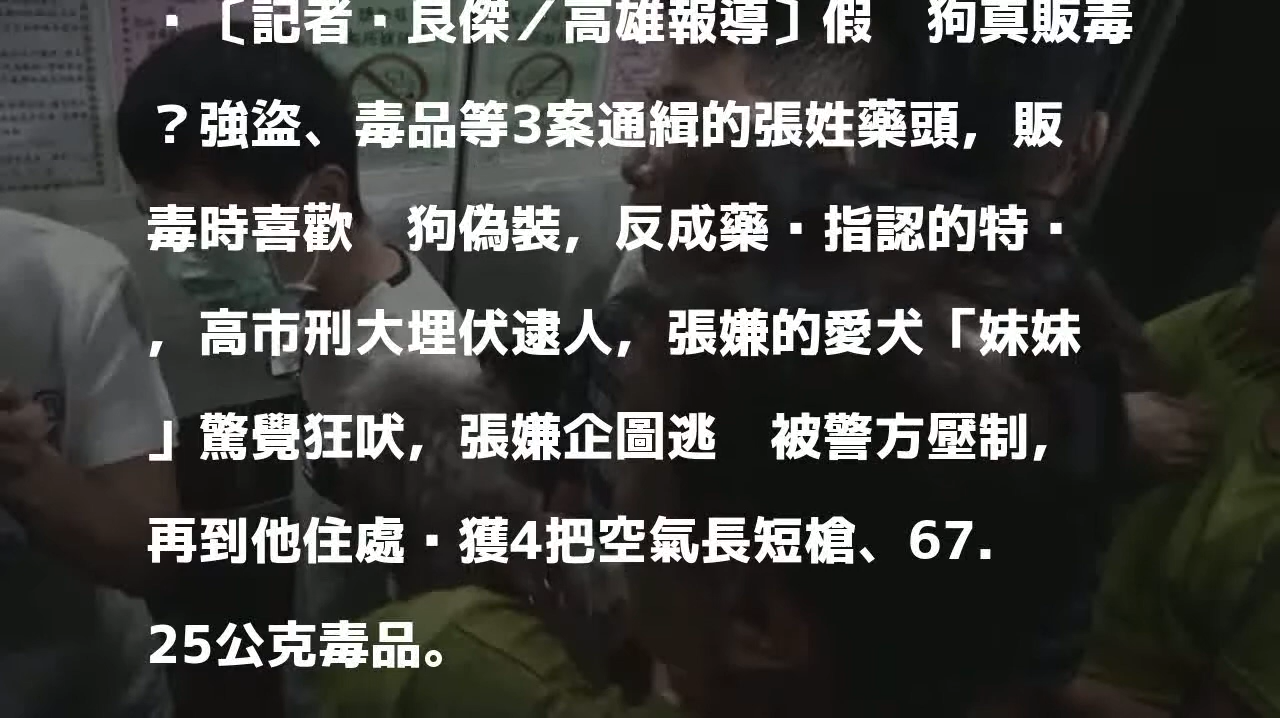 ▪〔記者▪良傑／高雄報導〕假　狗真販毒
？強盜、毒品等3案通緝的張姓藥頭，販
毒時喜歡　狗偽裝，反成藥▪指認的特▪
，高市刑大埋伏逮人，張嫌的愛犬「妹妹
」驚覺狂吠，張嫌企圖逃　被警方壓制，
再到他住處▪獲4把空氣長短槍、67.
25公克毒品。